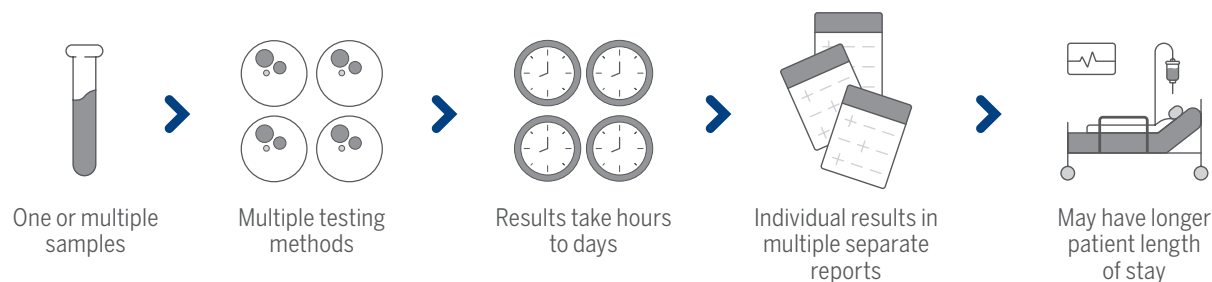 One or multiple
samples
Multiple testing
methods
Results take hours
to days
Individual results in
multiple separate
reports
May have longer
patient length
of stay